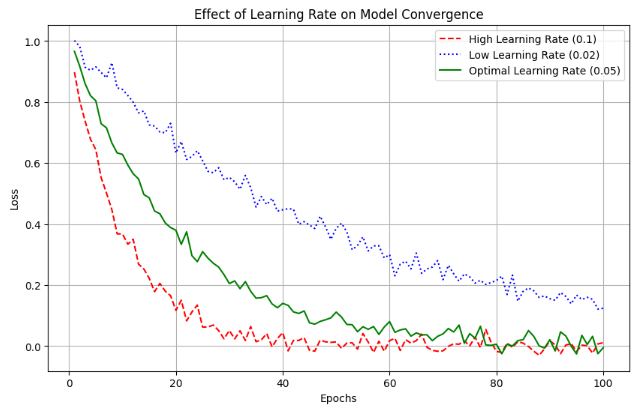 Effect of Learning Rate on Model Convergence
High Learning Rate (0.1)
Low Learning Rate (0.02)
Optimal Learning Rate (0.05)
Loss
1.0
0.8
0.6
0.4
0.2
0.0
0 20 40 60 80 100
Epochs